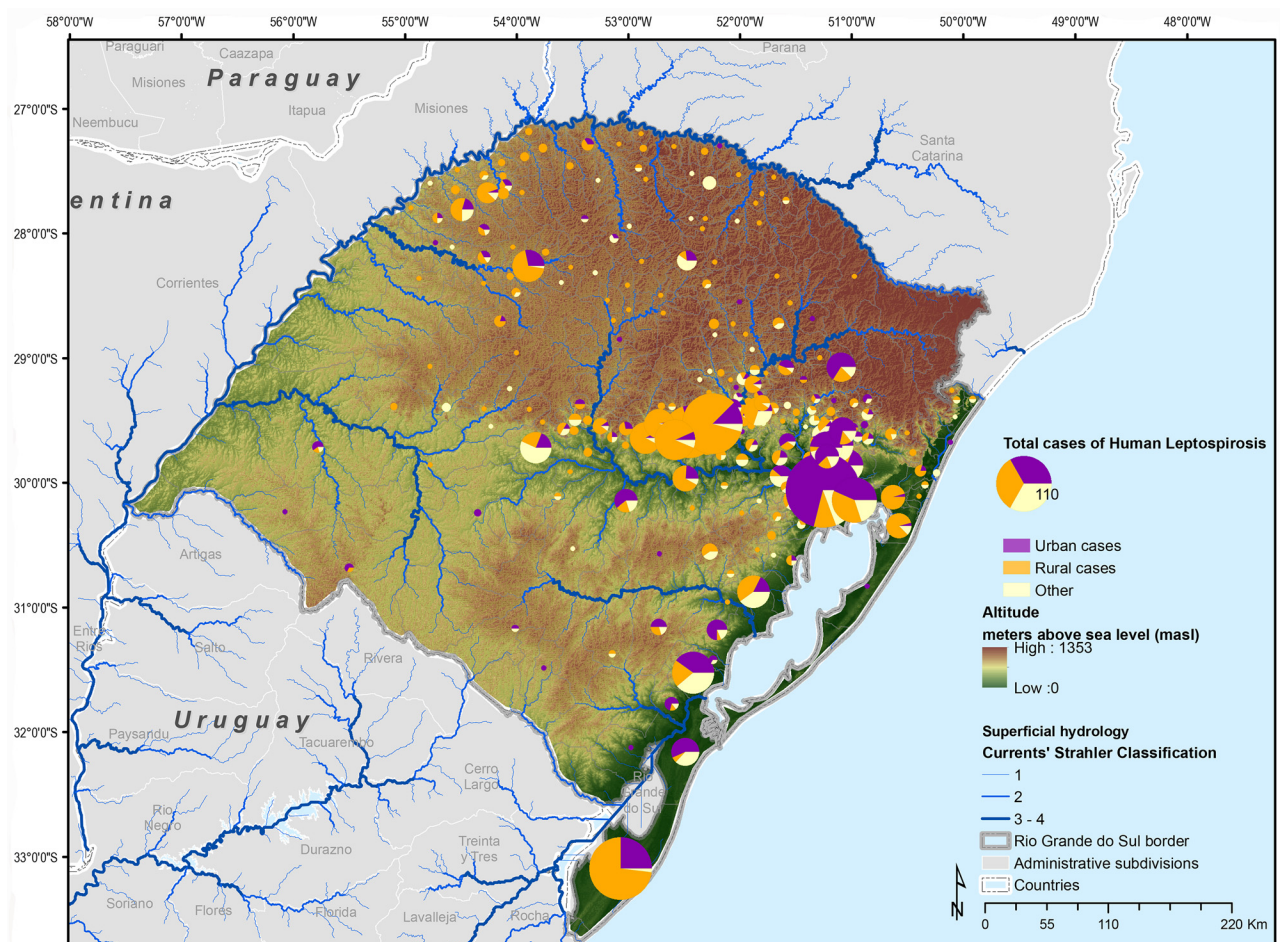 58°0'0"W 57°0'0"W 56°0'0"W 55°0'0"W 54°0'0"W 53°0'0"W 52°0'0"W 51°0'0"W 50°0'0"W 49°0'0"W 48°0'0"W
Paraguari
Caazapa
Parana
Paraguay
Misiones
Itapua
Misiones
27°0'0"S
Neembucu
Santa
Catarina
entina
28°0'0"S
Corrientes
29°0'0"S
30°0'0"S
Artigas
31°0'0"S
Entre
Rios
Salto
Rivera
Uruguay
32°0'0"S
Paysandu
Tacuarembo
Cerro
Largo
Rio
Grande
do Sul
Rio
Negro
Durazno
Treinta
y Tres
33°0'0"S
Soriano
Flores
Florida
Lavalleja
Rocha
Total cases of Human Leptospirosis
110
Urban cases
Rural cases
Other
Altitude
meters above sea level (masl)
High : 1353
Low :0
Superficial hydrology
Currents' Strahler Classification
1
2
3 - 4
Rio Grande do Sul border
Administrative subdivisions
Countries
N
0 55 110 220 Km